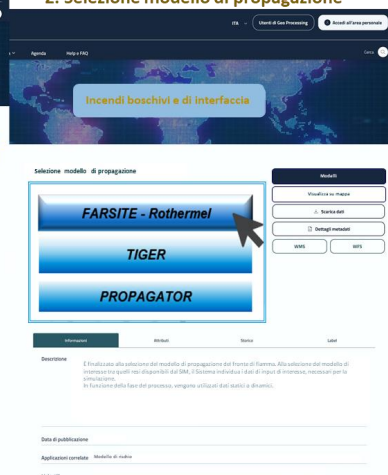 2. Selezione modello di propagazione
ITA
Utenti di Geo Processing
Accedi all'area personale
Agenda
Help e FAQ
Cerca
Incendi boschivi e di interfaccia
Selezione modello di propagazione
FARSITE - Rothermel
TIGER
PROPAGATOR
Modelli
Visualizza su mappa
Scarica dati
Dettagli metadati
WMS
WFS
Informazioni
Attributi
Storico
Label
Descrizione
È finalizzato alla selezione del modello di propagazione del fronte di fiamma. Alla selezione del modello di
interesse tra quelli resi disponibili dal SIM, il Sistema individua i dati di input di interesse, necessari per la
simulazione.
In funzione della fase del processo, vengono utilizzati dati statici o dinamici.
Data di pubblicazione
Applicazioni correlate